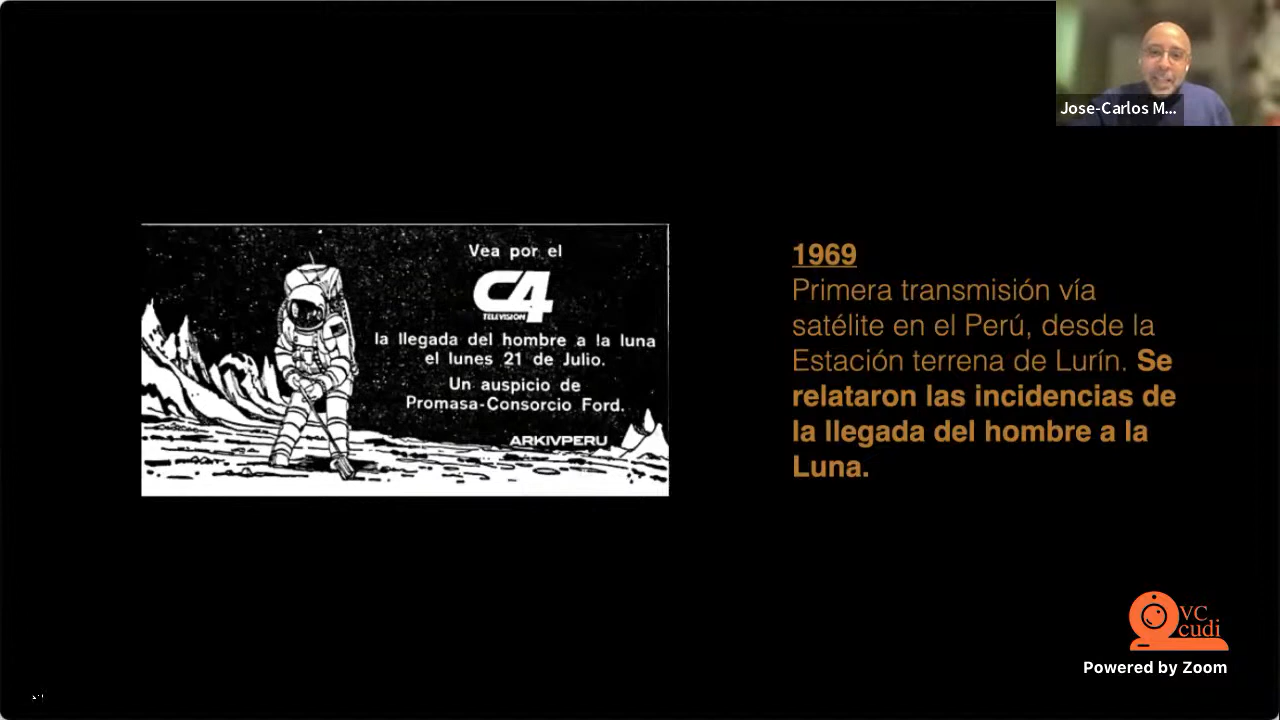 Jose-Carlos M...
Vea por el
C4
TELEVISION
la llegada del hombre a la luna
el lunes 21 de Julio.
Un auspicio de
Promasa-Consorcio Ford.
ARKIVPERU
1969
Primera transmisión vía
satélite en el Perú, desde la
Estación terrena de Lurín. Se
relataron las incidencias de
la llegada del hombre a la
Luna.
VC
cudi
Powered by Zoom